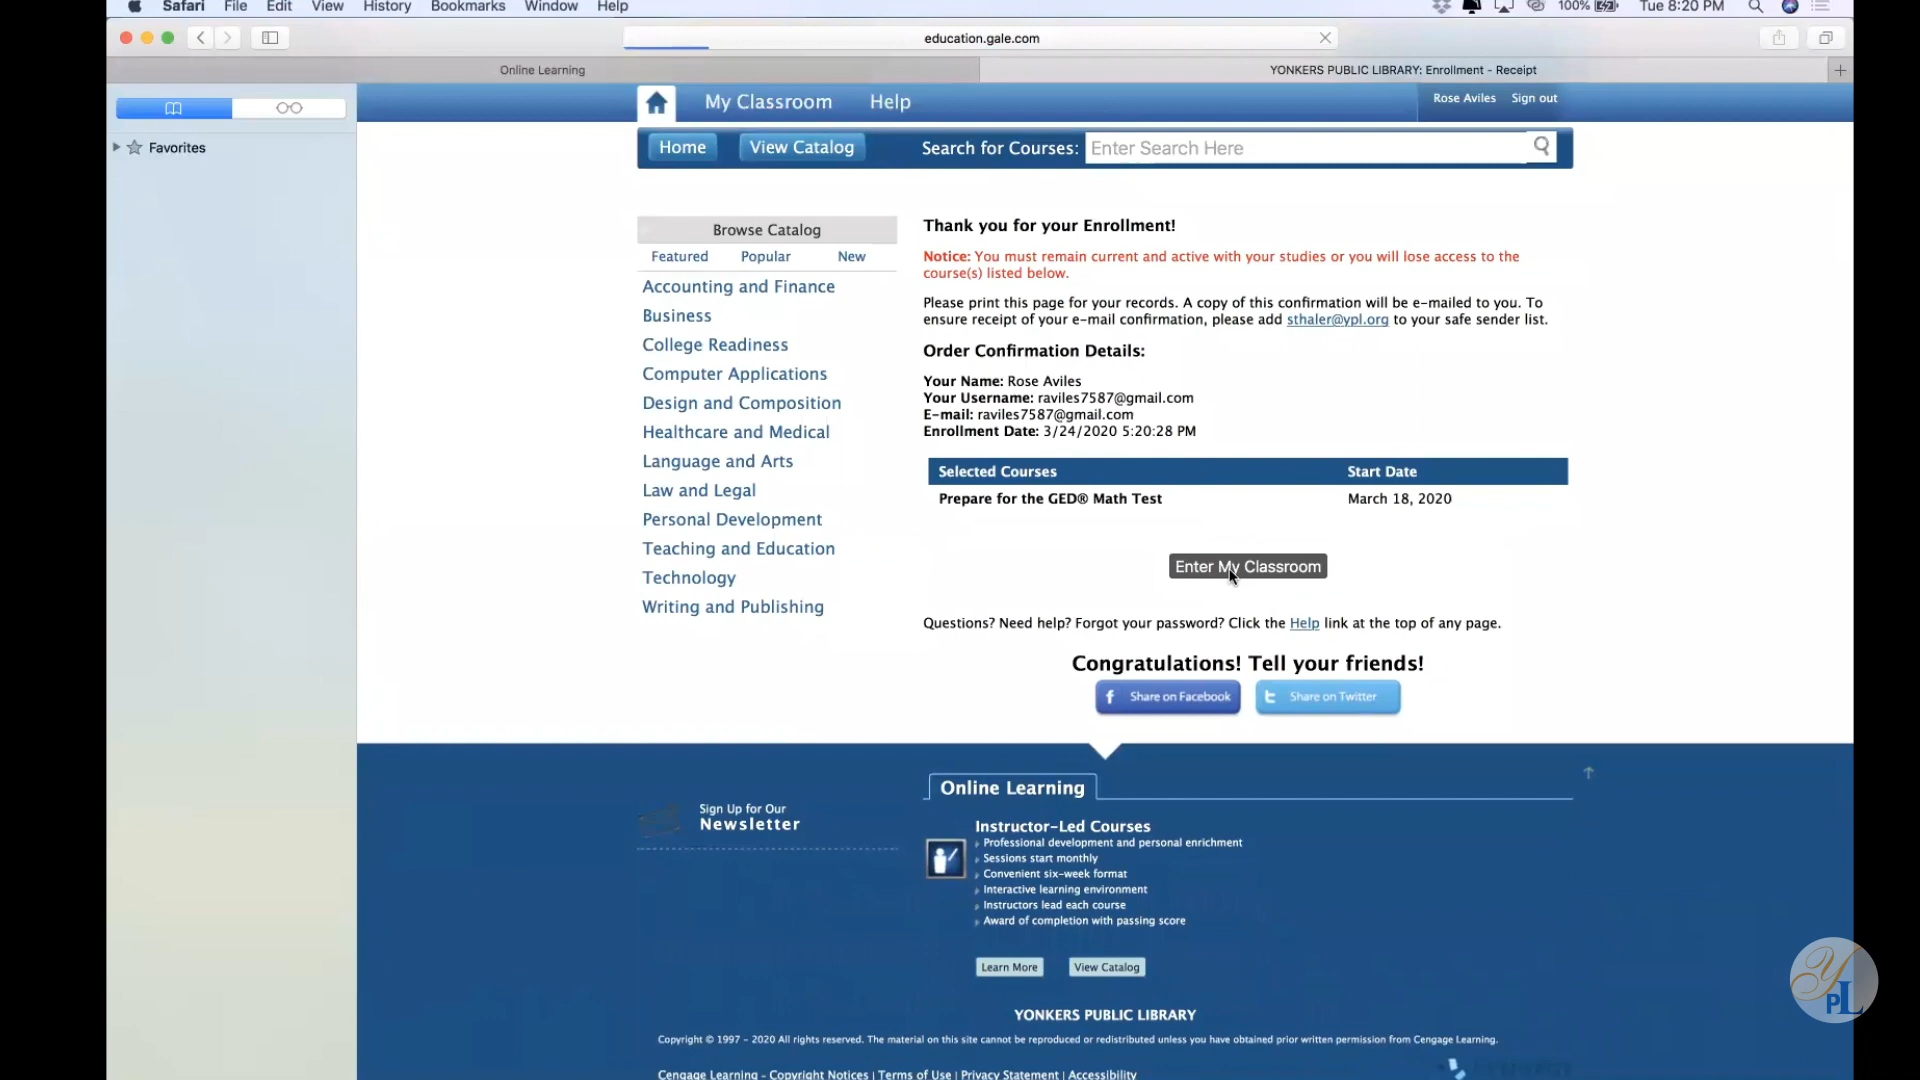 Safari File Edit View History Bookmarks Window Help 100% Tue 8:20 PM
education.gale.com
Online Learning
YONKERS PUBLIC LIBRARY: Enrollment - Receipt
My Classroom Help
Rose Aviles Sign out
Favorites
Home View Catalog Search for Courses: Enter Search Here
Browse Catalog
Featured Popular New
Accounting and Finance
Business
College Readiness
Computer Applications
Design and Composition
Healthcare and Medical
Language and Arts
Law and Legal
Personal Development
Teaching and Education
Technology
Writing and Publishing
Thank you for your Enrollment!
Notice: You must remain current and active with your studies or you will lose access to the
course(s) listed below.
Please print this page for your records. A copy of this confirmation will be e-mailed to you. To
ensure receipt of your e-mail confirmation, please add sthaler@ypl.org to your safe sender list.
Order Confirmation Details:
Your Name: Rose Aviles
Your Username: raviles7587@gmail.com
E-mail: raviles7587@gmail.com
Enrollment Date: 3/24/2020 5:20:28 PM
Selected Courses Start Date
Prepare for the GED® Math Test March 18, 2020
Enter My Classroom
Questions? Need help? Forgot your password? Click the Help link at the top of any page.
Congratulations! Tell your friends!
Share on Facebook Share on Twitter
Sign Up for Our
Newsletter
Online Learning
Instructor-Led Courses
Professional development and personal enrichment
Sessions start monthly
Convenient six-week format
Interactive learning environment
Instructors lead each course
Award of completion with passing score
Learn More View Catalog
YONKERS PUBLIC LIBRARY
Copyright © 1997 - 2020 All rights reserved. The material on this site cannot be reproduced or redistributed unless you have obtained prior written permission from Cengage Learning.
Cengage Learning - Copyright Notices | Terms of Use | Privacy Statement | Accessibility
YPL